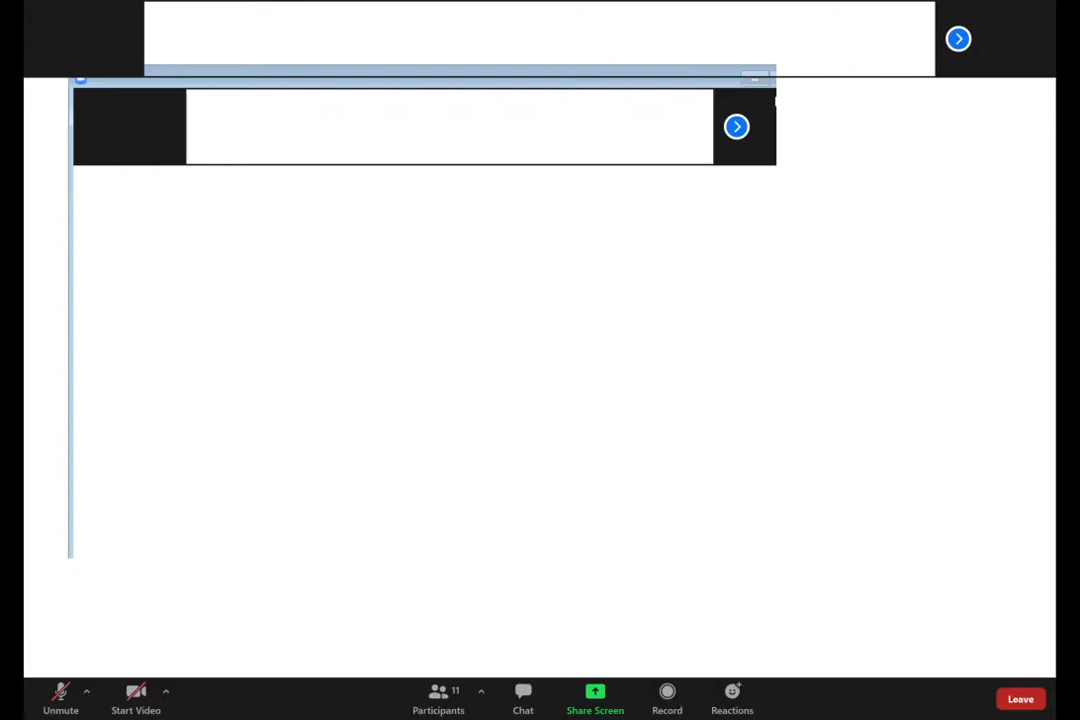 11
Unmute
Start Video
Participants
Chat
Share Screen
Record
Reactions
Leave